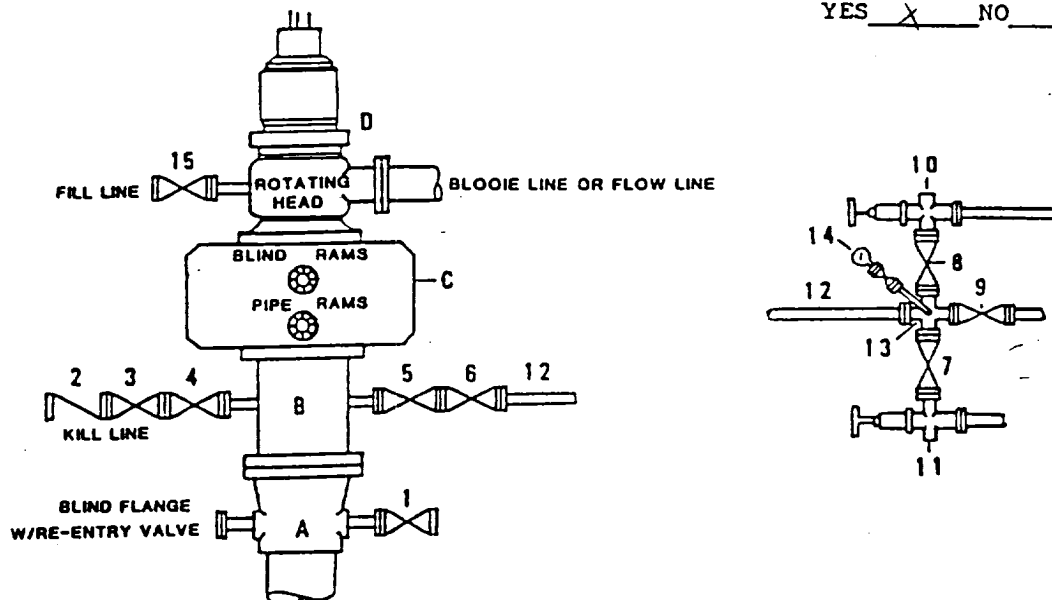 YES X NO
D
15
FILL LINE
ROTATING
HEAD
BLOOIE LINE OR FLOW LINE
BLIND RAMS
C
PIPE RAMS
2 3 4
B
5 6 12
KILL LINE
BLIND FLANGE
W/RE-ENTRY VALVE
A
1
10
14
8
12
9
13
7
11